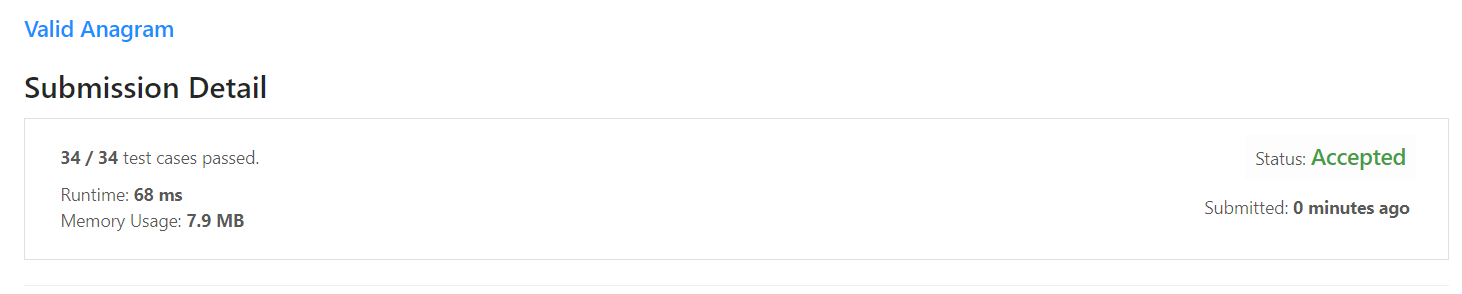 Valid Anagram
Submission Detail
34 / 34 test cases passed.
Status: Accepted
Runtime: 68 ms
Submitted: 0 minutes ago
Memory Usage: 7.9 MB